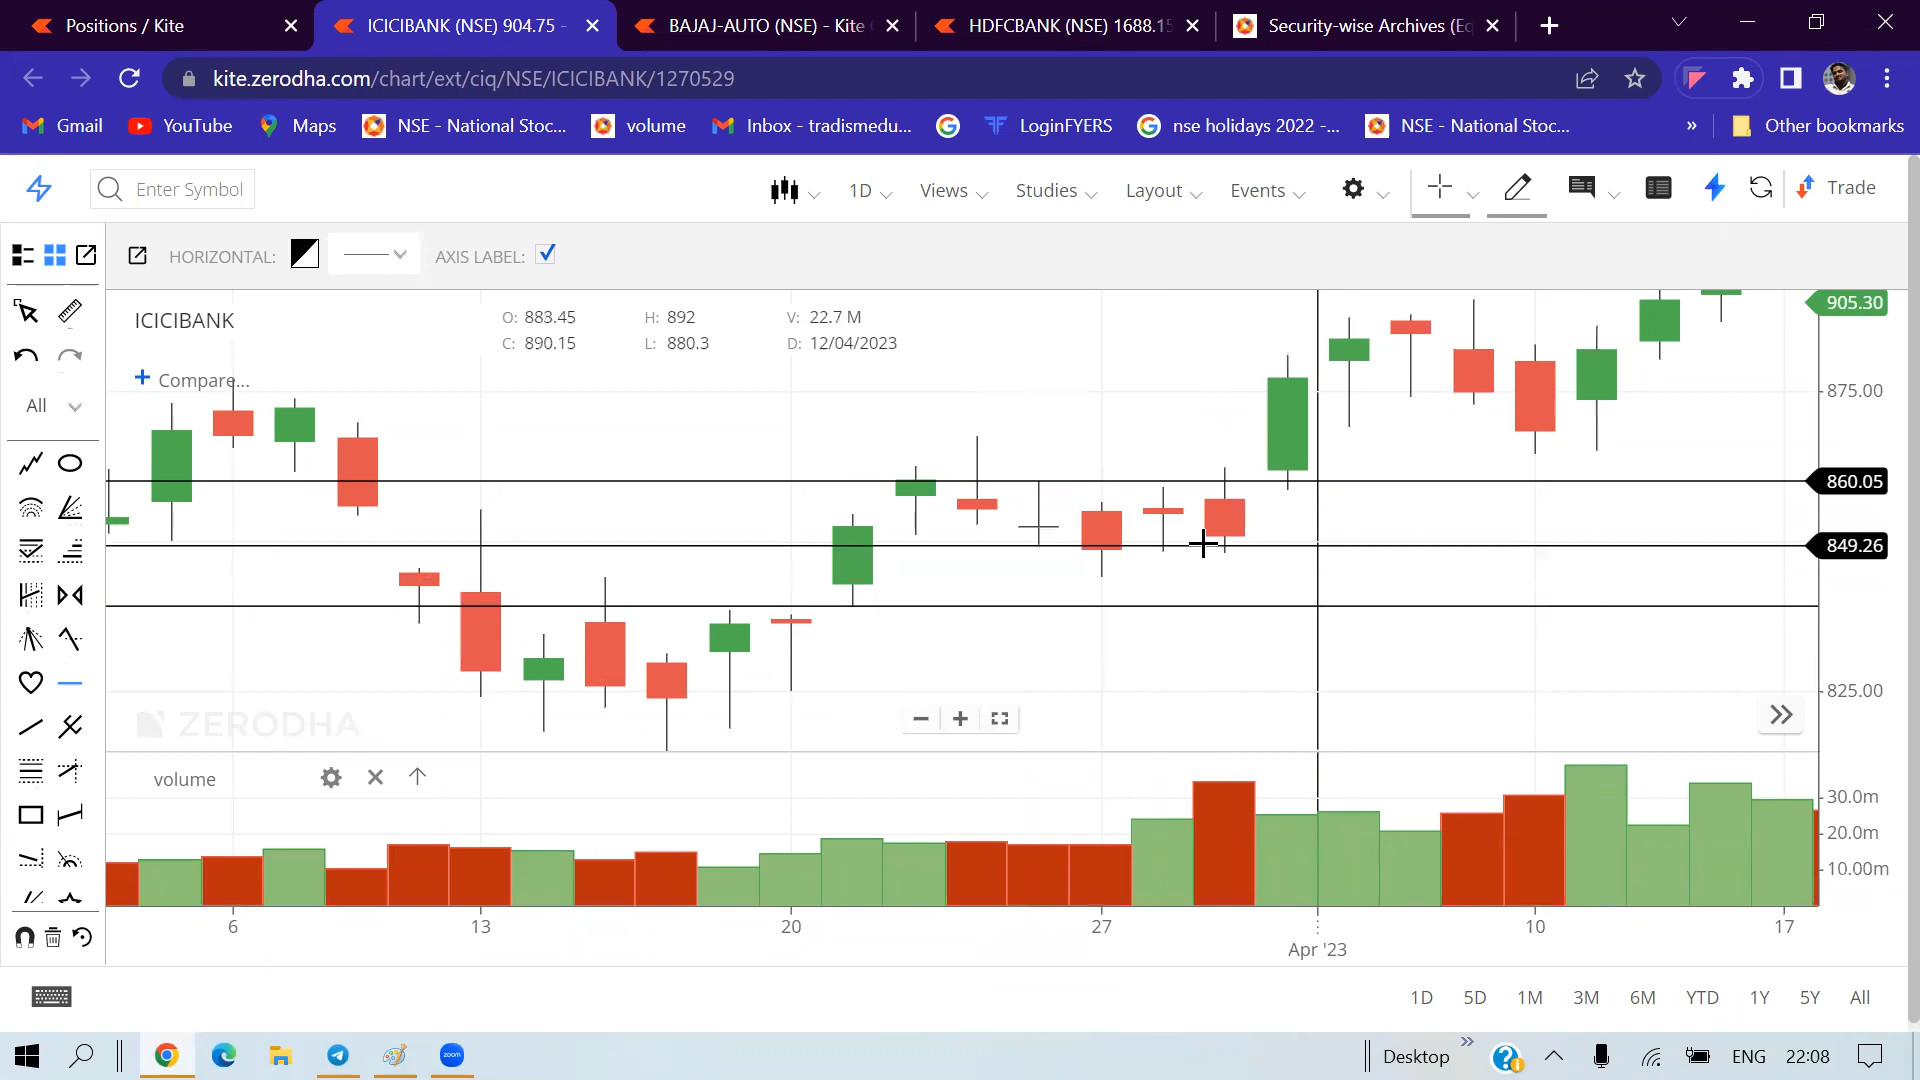 Positions / Kite
ICICIBANK (NSE) 904.75 -
BAJAJ-AUTO (NSE) - Kite
HDFCBANK (NSE) 1688.15
Security-wise Archives (Eq
kite.zerodha.com/chart/ext/ciq/NSE/ICICIBANK/1270529
Gmail
YouTube
Maps
NSE - National Stoc...
volume
Inbox - tradismedu...
LoginFYERS
nse holidays 2022 -...
NSE - National Stoc...
»
Other bookmarks
Enter Symbol
1D
Views
Studies
Layout
Events
Trade
HORIZONTAL:
AXIS LABEL:
ICICIBANK
O: 883.45
H: 892
V: 22.7 M
C: 890.15
L: 880.3
D: 12/04/2023
+ Compare...
All
905.30
875.00
860.05
849.26
825.00
ZERODHA
volume
30.0m
20.0m
10.00m
6
13
20
27
10
17
Apr '23
1D
5D
1M
3M
6M
YTD
1Y
5Y
All
zoom
Desktop
»
ENG
22:08